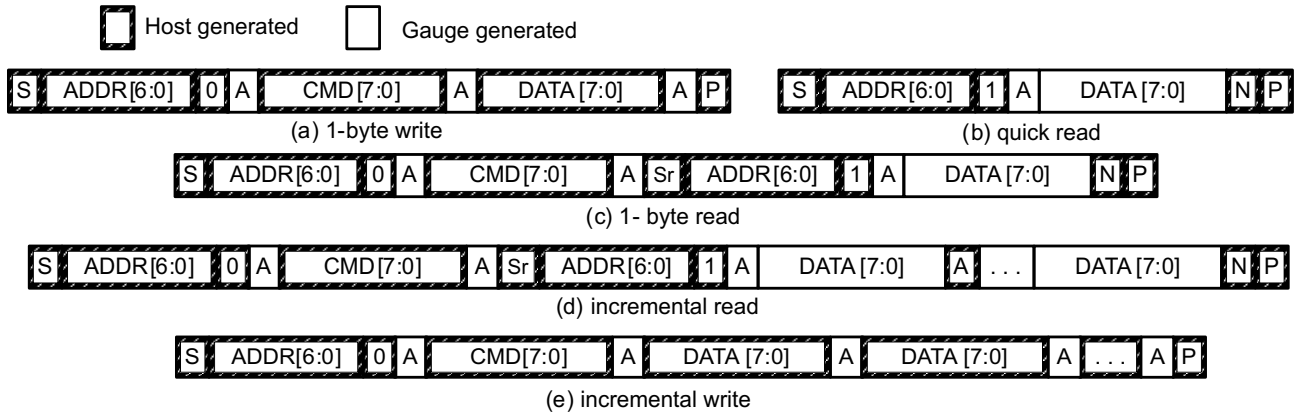 Host generated Gauge generated
S ADDR[6:0] 0 A CMD[7:0] A DATA [7:0] A P S ADDR[6:0] 1 A DATA [7:0] N P
(a) 1-byte write (b) quick read
S ADDR[6:0] 0 A CMD[7:0] A Sr ADDR[6:0] 1 A DATA [7:0] N P
(c) 1- byte read
S ADDR[6:0] 0 A CMD[7:0] A Sr ADDR[6:0] 1 A DATA [7:0] A . . . DATA [7:0] N P
(d) incremental read
S ADDR[6:0] 0 A CMD[7:0] A DATA [7:0] A DATA [7:0] A . . . A P
(e) incremental write